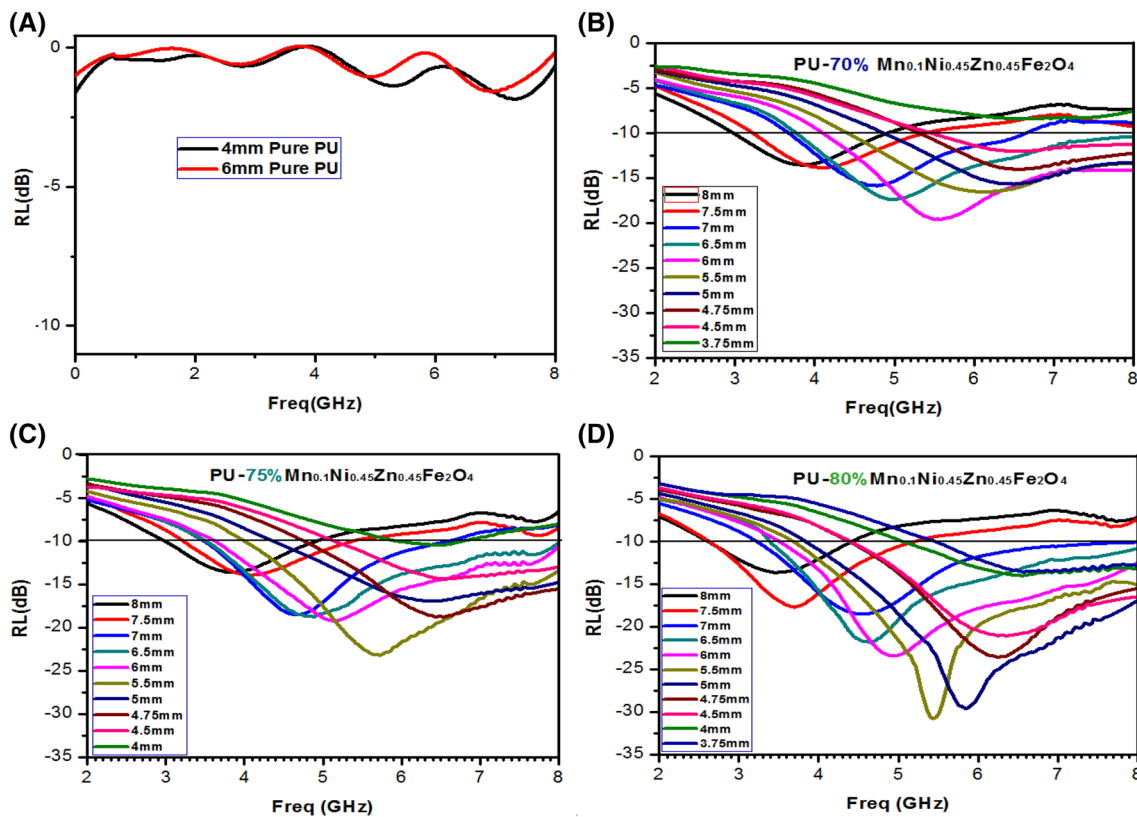 (A)
0
-5
-10
RL(dB)
4mm Pure PU
6mm Pure PU
0 2 4 6 8
Freq(GHz)
(B)
PU-70% Mn0.1Ni0.45Zn0.45Fe2O4
0
-5
-10
-15
-20
-25
-30
-35
RL(dB)
8mm
7.5mm
7mm
6.5mm
6mm
5.5mm
5mm
4.75mm
4.5mm
3.75mm
2 3 4 5 6 7 8
Freq(GHz)
(C)
PU-75% Mn0.1Ni0.45Zn0.45Fe2O4
0
-5
-10
-15
-20
-25
-30
-35
RL(dB)
8mm
7.5mm
7mm
6.5mm
6mm
5.5mm
5mm
4.75mm
4.5mm
4mm
2 3 4 5 6 7 8
Freq (GHz)
(D)
PU-80% Mn0.1Ni0.45Zn0.45Fe2O4
0
-5
-10
-15
-20
-25
-30
-35
RL(dB)
8mm
7.5mm
7mm
6.5mm
6mm
5.5mm
5mm
4.75mm
4.5mm
4mm
3.75mm
2 3 4 5 6 7 8
Freq (GHz)